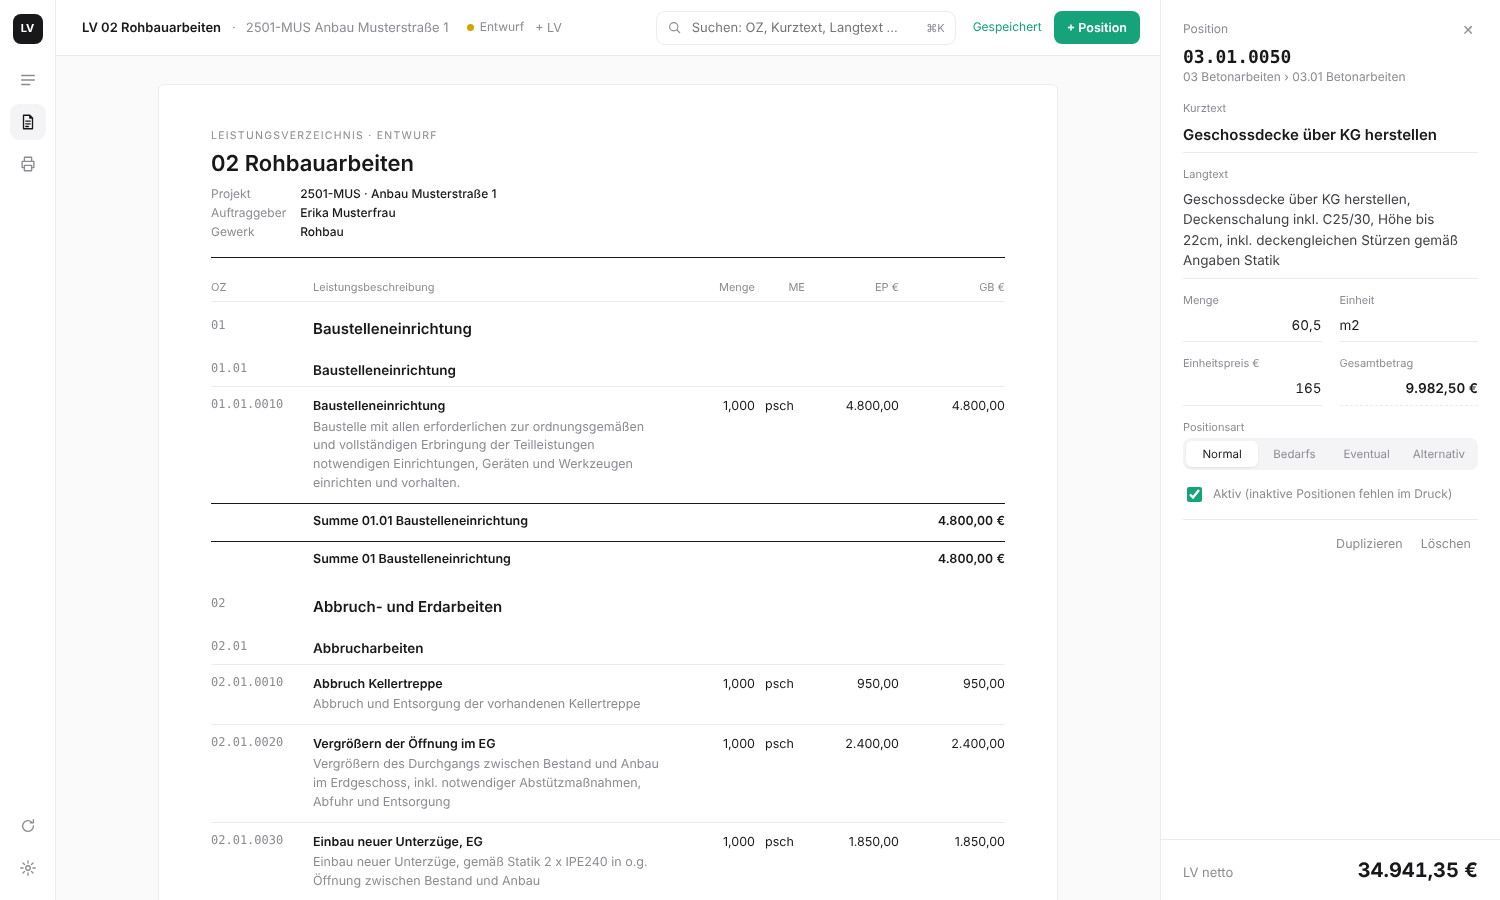 LV
LV 02 Rohbauarbeiten · 2501-MUS Anbau Musterstraße 1 Entwurf + LV
Suchen: OZ, Kurztext, Langtext ... ⌘K
Gespeichert
+ Position
LEISTUNGSVERZEICHNIS · ENTWURF
02 Rohbauarbeiten
Projekt 2501-MUS · Anbau Musterstraße 1
Auftraggeber Erika Musterfrau
Gewerk Rohbau
OZ Leistungsbeschreibung Menge ME EP € GB €
01 Baustelleneinrichtung
01.01 Baustelleneinrichtung
01.01.0010 Baustelleneinrichtung 1,000 psch 4.800,00 4.800,00
Baustelle mit allen erforderlichen zur ordnungsgemäßen
und vollständigen Erbringung der Teilleistungen
notwendigen Einrichtungen, Geräten und Werkzeugen
einrichten und vorhalten.
Summe 01.01 Baustelleneinrichtung 4.800,00 €
Summe 01 Baustelleneinrichtung 4.800,00 €
02 Abbruch- und Erdarbeiten
02.01 Abbrucharbeiten
02.01.0010 Abbruch Kellertreppe 1,000 psch 950,00 950,00
Abbruch und Entsorgung der vorhandenen Kellertreppe
02.01.0020 Vergrößern der Öffnung im EG 1,000 psch 2.400,00 2.400,00
Vergrößern des Durchgangs zwischen Bestand und Anbau
im Erdgeschoss, inkl. notwendiger Abstützmaßnahmen,
Abfuhr und Entsorgung
02.01.0030 Einbau neuer Unterzüge, EG 1,000 psch 1.850,00 1.850,00
Einbau neuer Unterzüge, gemäß Statik 2 x IPE240 in o.g.
Öffnung zwischen Bestand und Anbau
Position ×
03.01.0050
03 Betonarbeiten › 03.01 Betonarbeiten
Kurztext
Geschossdecke über KG herstellen
Langtext
Geschossdecke über KG herstellen,
Deckenschalung inkl. C25/30, Höhe bis
22cm, inkl. deckengleichen Stürzen gemäß
Angaben Statik
Menge Einheit
60,5 m2
Einheitspreis € Gesamtbetrag
165 9.982,50 €
Positionsart
Normal Bedarfs Eventual Alternativ
Aktiv (inaktive Positionen fehlen im Druck)
Duplizieren Löschen
LV netto 34.941,35 €